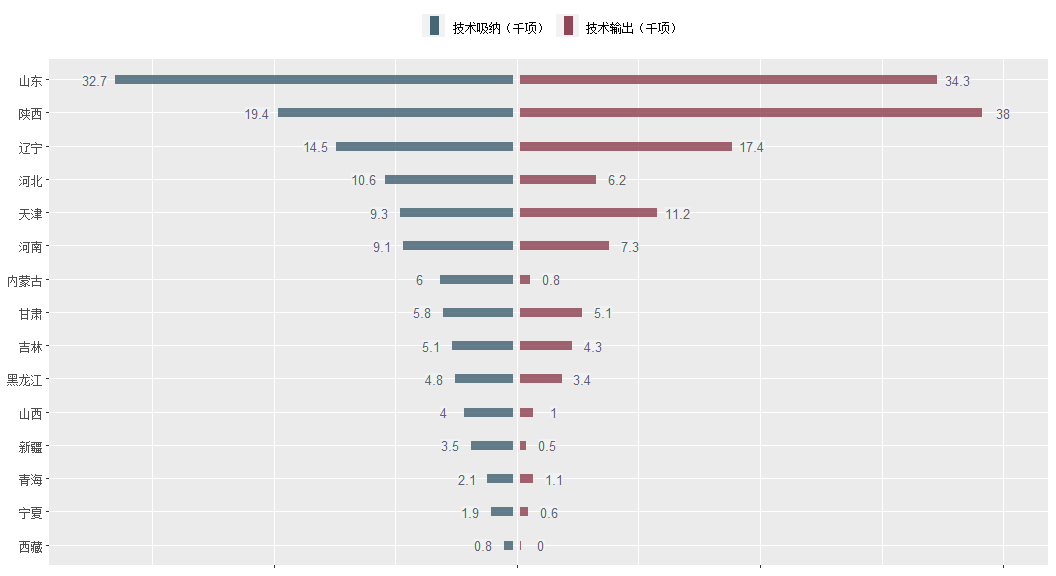 技术吸纳（千项） 技术输出（千项）
山东 32.7 34.3
陕西 19.4 38
辽宁 14.5 17.4
河北 10.6 6.2
天津 9.3 11.2
河南 9.1 7.3
内蒙古 6 0.8
甘肃 5.8 5.1
吉林 5.1 4.3
黑龙江 4.8 3.4
山西 4 1
新疆 3.5 0.5
青海 2.1 1.1
宁夏 1.9 0.6
西藏 0.8 0